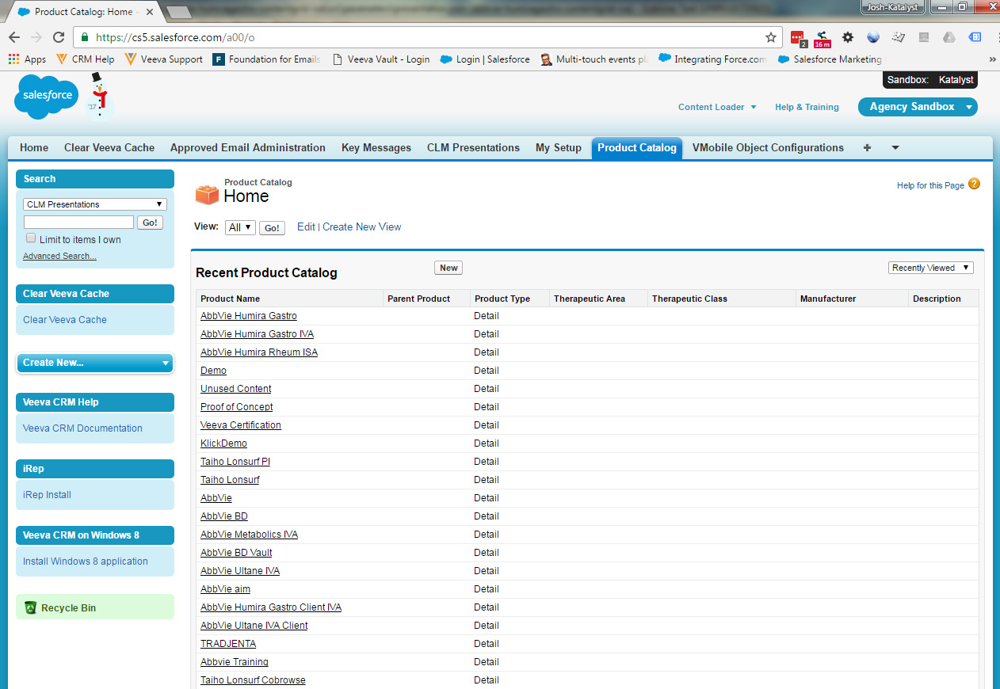 Product Catalog: Home -
Josh-Katalyst
https://cs5.salesforce.com/a00/o
2
16 m
Apps CRM Help Veeva Support F Foundation for Emails Veeva Vault - Login Login | Salesforce Multi-touch events pl Integrating Force.com Salesforce Marketing »
salesforce
'17
Sandbox: Katalyst
Content Loader Help & Training Agency Sandbox
Home Clear Veeva Cache Approved Email Administration Key Messages CLM Presentations My Setup Product Catalog VMobile Object Configurations +
Search
CLM Presentations
Go!
Limit to items I own
Advanced Search...
Clear Veeva Cache
Clear Veeva Cache
Create New...
Veeva CRM Help
Veeva CRM Documentation
iRep
iRep Install
Veeva CRM on Windows 8
Install Windows 8 application
Recycle Bin
Product Catalog
Home
Help for this Page ?
View: All Go! Edit | Create New View
Recent Product Catalog New Recently Viewed
Product Name Parent Product Product Type Therapeutic Area Therapeutic Class Manufacturer Description
AbbVie Humira Gastro Detail
AbbVie Humira Gastro IVA Detail
AbbVie Humira Rheum ISA Detail
Demo Detail
Unused Content Detail
Proof of Concept Detail
Veeva Certification Detail
KlickDemo Detail
Taiho Lonsurf PI Detail
Taiho Lonsurf Detail
AbbVie Detail
AbbVie BD Detail
AbbVie Metabolics IVA Detail
AbbVie BD Vault Detail
AbbVie Ultane IVA Detail
AbbVie aim Detail
AbbVie Humira Gastro Client IVA Detail
AbbVie Ultane IVA Client Detail
TRADJENTA Detail
Abbvie Training Detail
Taiho Lonsurf Cobrowse Detail